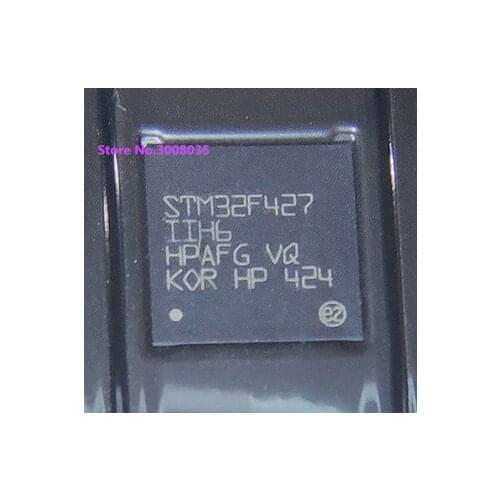 Store No.3008035
STM32F427
IIH6
HPAFG VQ
KOR HP 424
e2